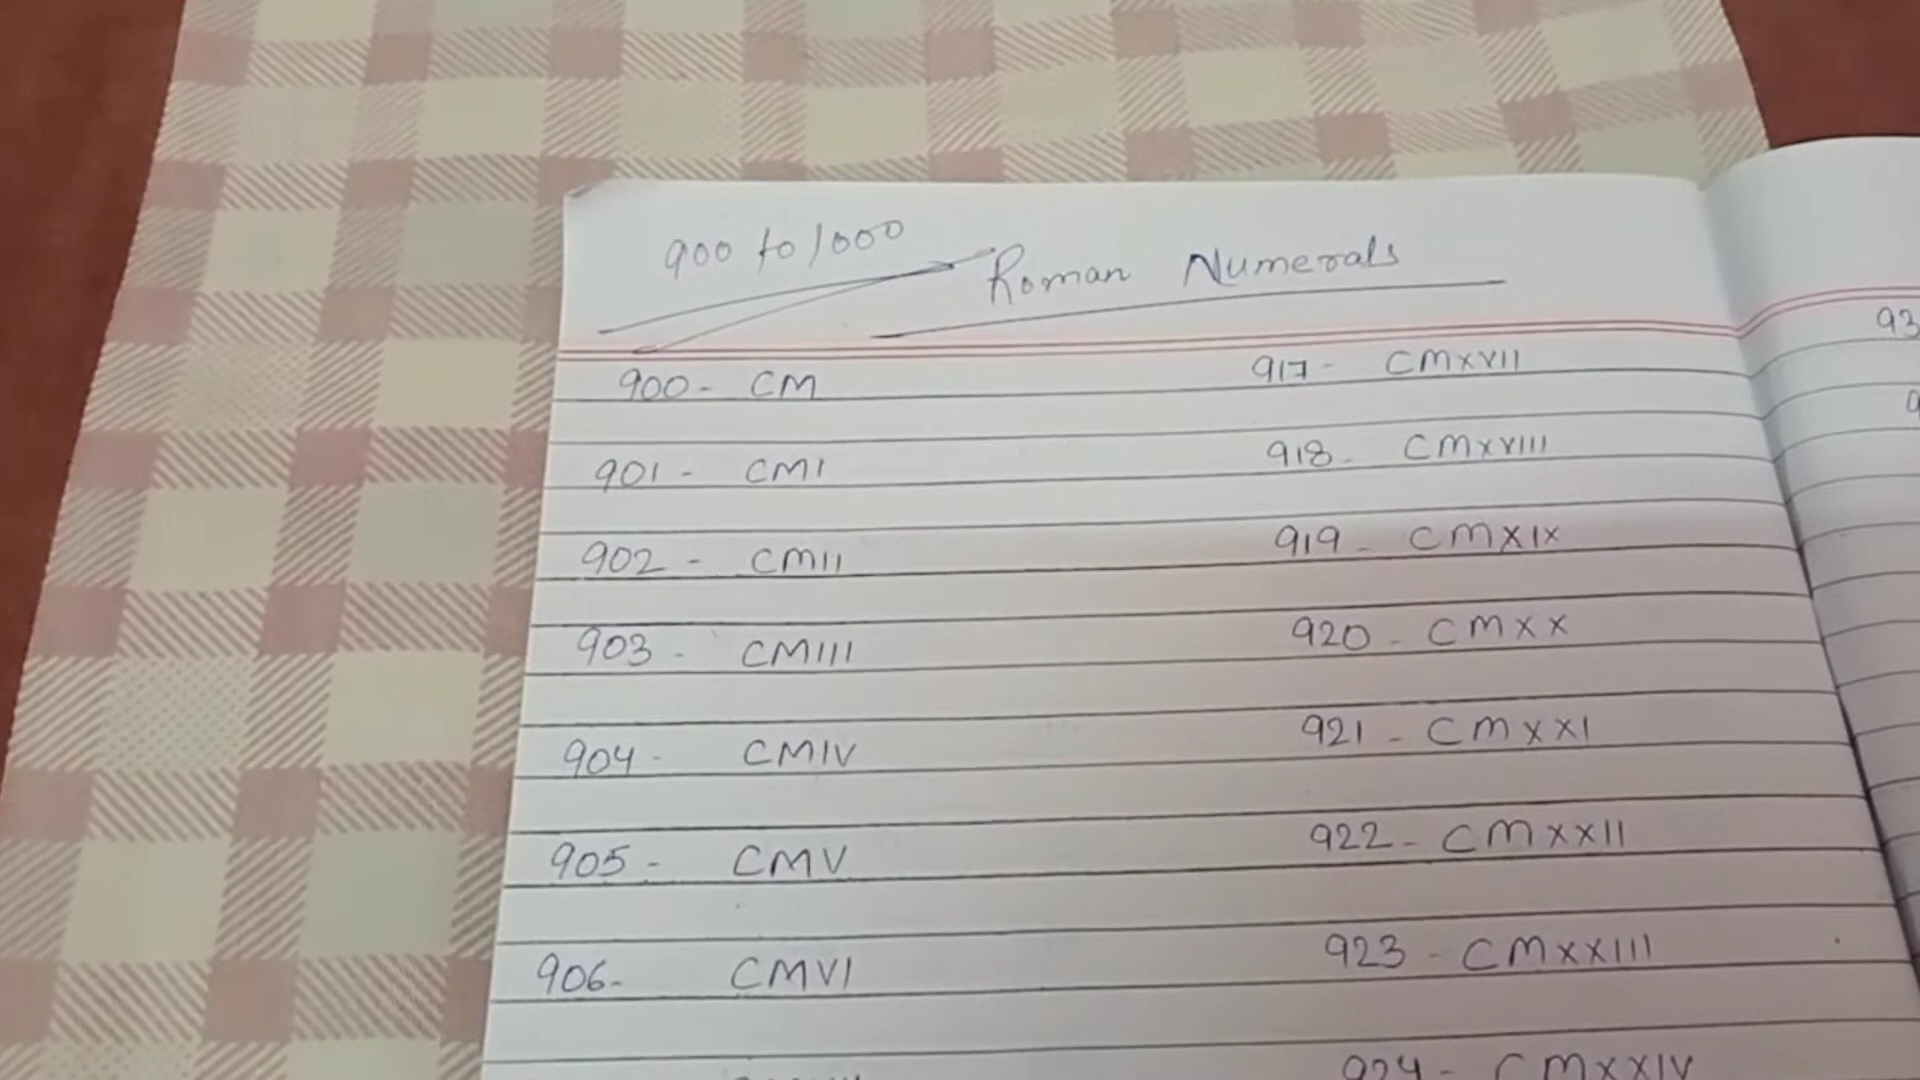 900 to 1000
Roman Numerals
900 - CM
901 - CMI
902 - CMII
903 - CMIII
904 - CMIV
905 - CMV
906 - CMVI
917 - CMXVII
918 - CMXVIII
919 - CMXIX
920 - CMXX
921 - CMXXI
922 - CMXXII
923 - CMXXIII
924 - CMXXIV
93